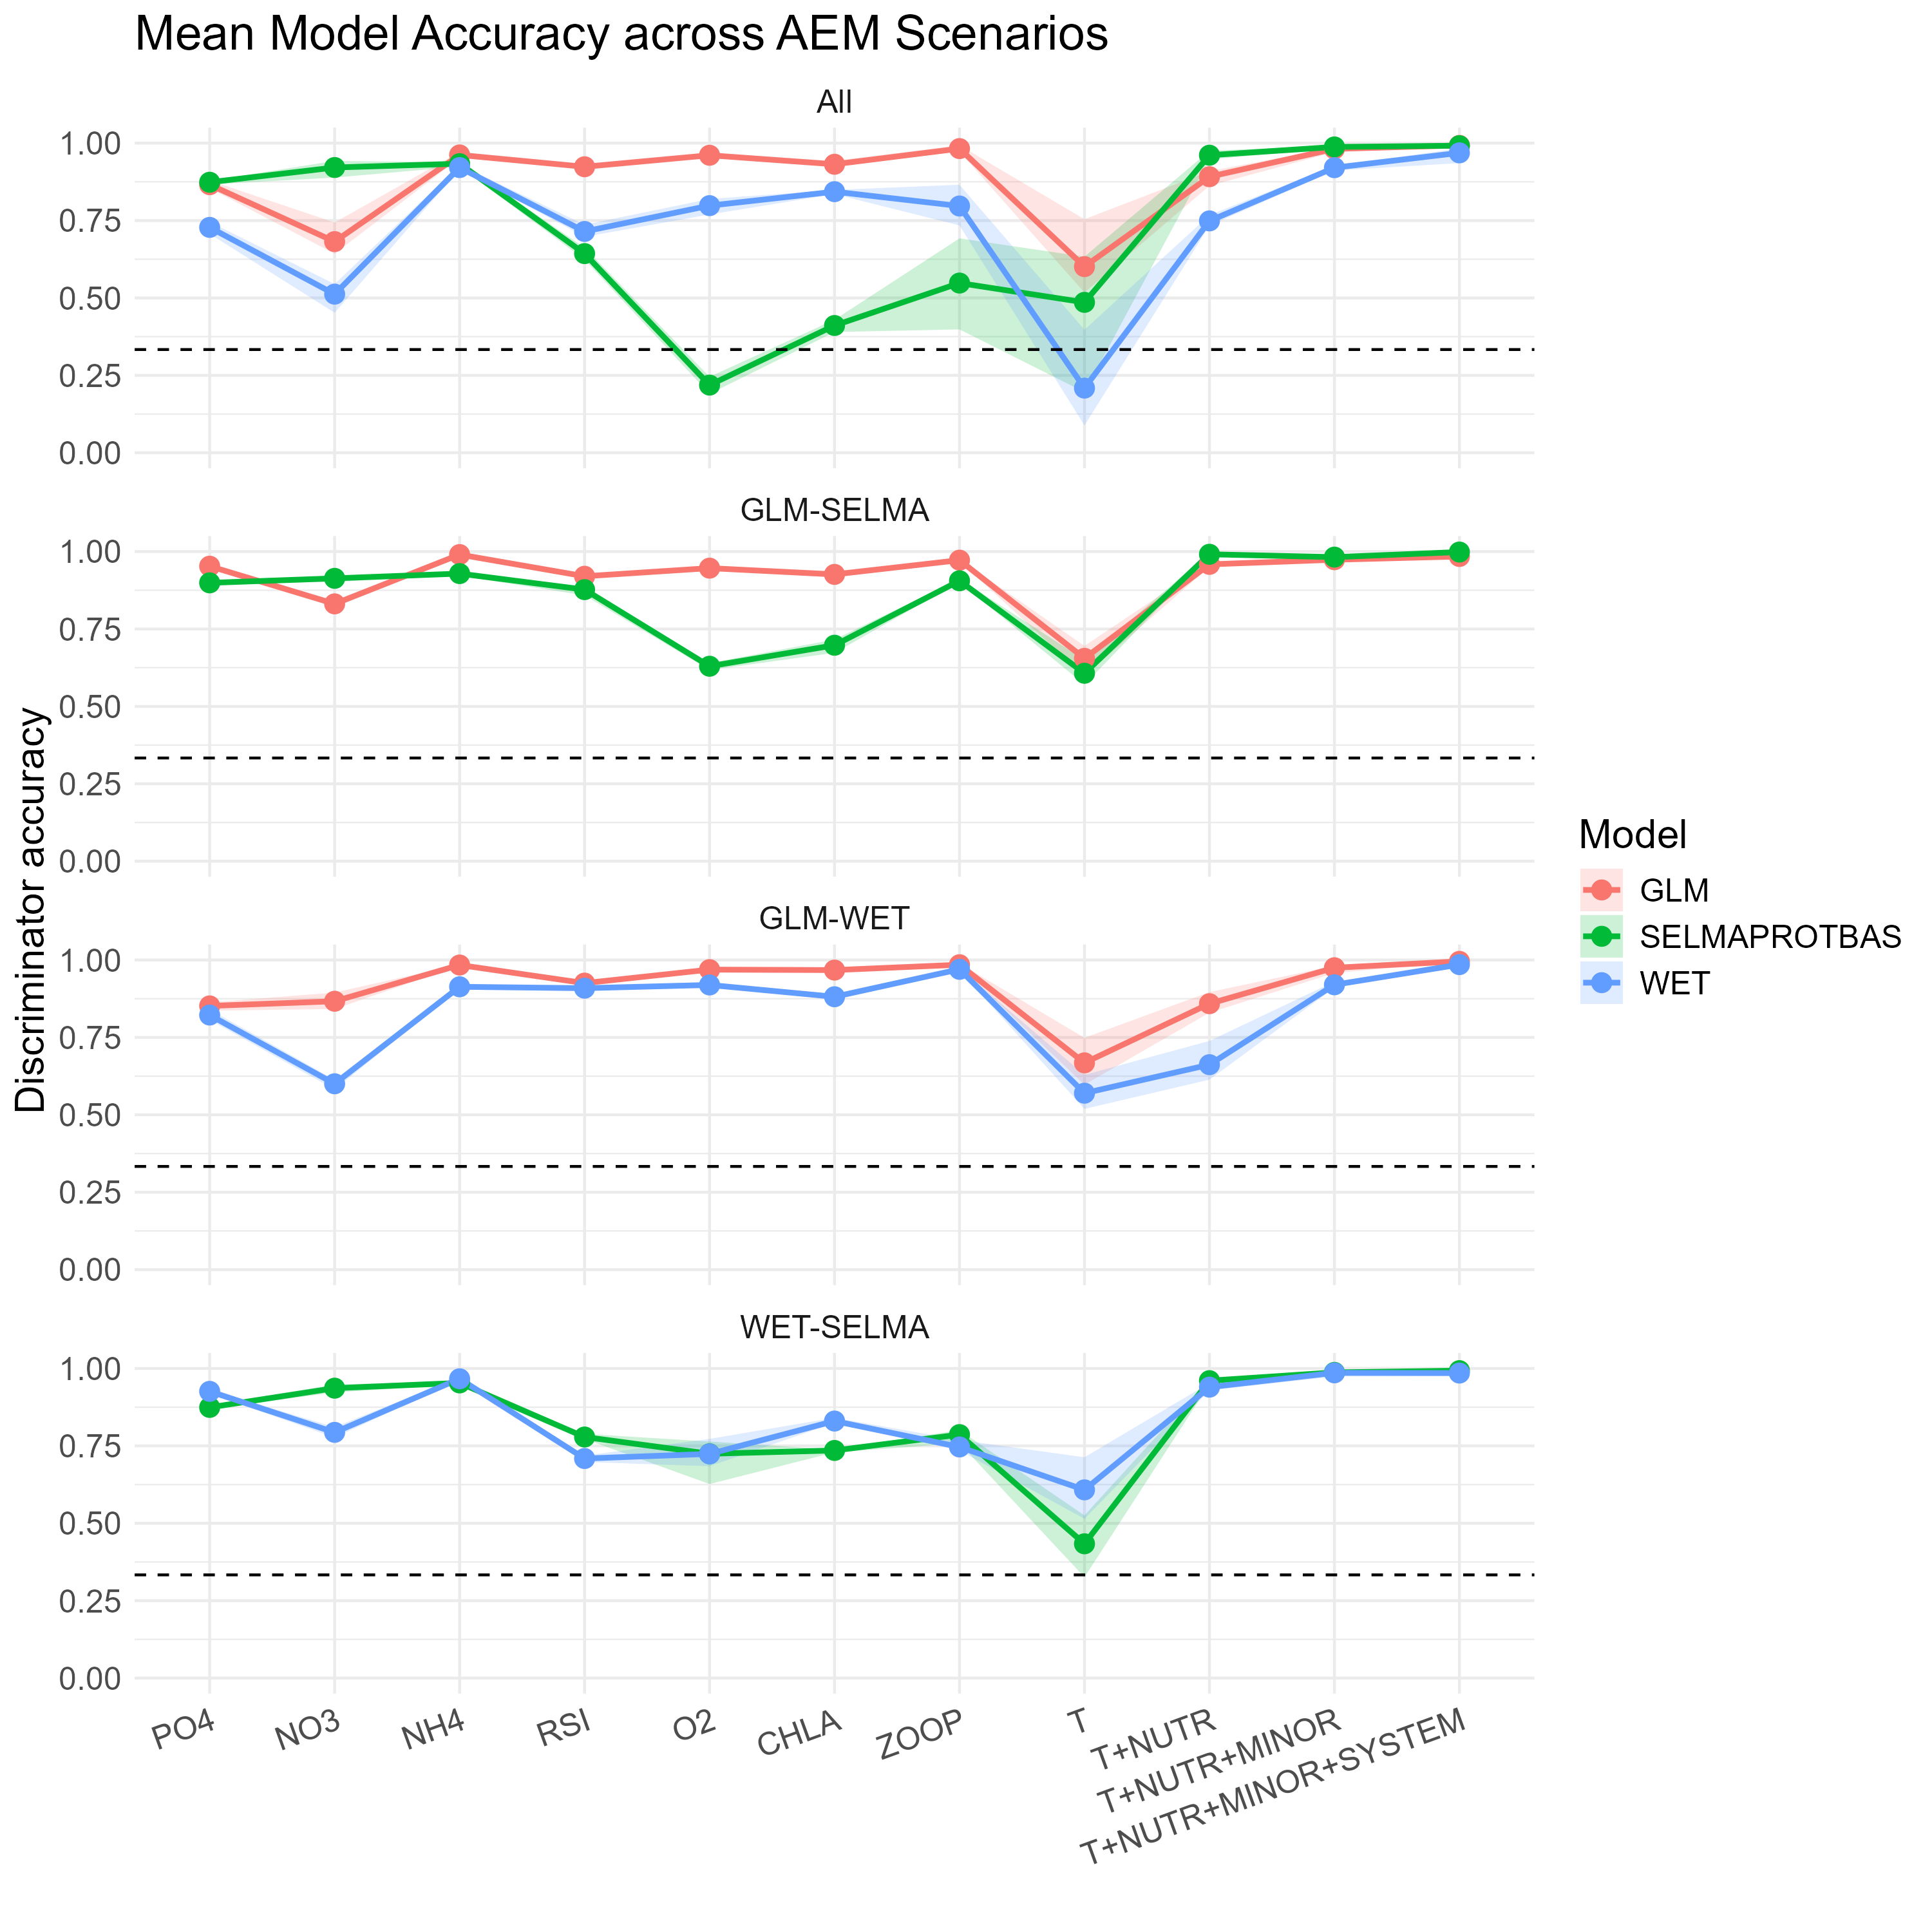 Mean Model Accuracy across AEM Scenarios
Discriminator accuracy
All
1.00
0.75
0.50
0.25
0.00
GLM-SELMA
1.00
0.75
0.50
0.25
0.00
GLM-WET
1.00
0.75
0.50
0.25
0.00
WET-SELMA
1.00
0.75
0.50
0.25
0.00
PO4
NO3
NH4
RSI
O2
CHLA
ZOOP
T
T+NUTR
T+NUTR+MINOR
T+NUTR+MINOR+SYSTEM
Model
GLM
SELMAPROTBAS
WET